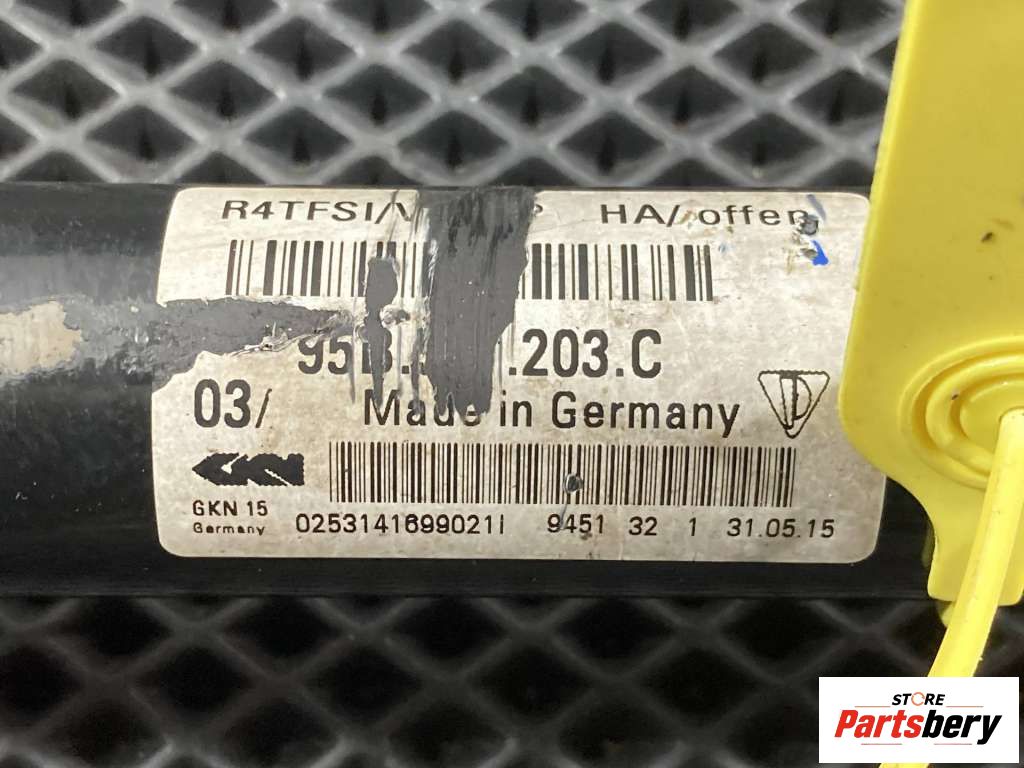 R4TFSI/V HA/ offen
.203.C
03/ Made in Germany
GKN
GKN 15
Germany
0253141699021I 9451 32 1 31.05.15
STORE
Partsbery